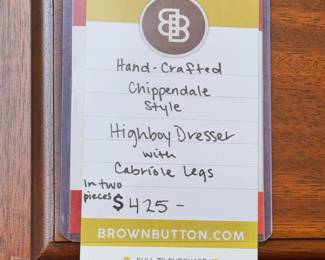 Hand-Crafted
Chippendale
Style
Highboy Dresser
with
Cabriole Legs
In two
pieces $425-
BROWNBUTTON.COM